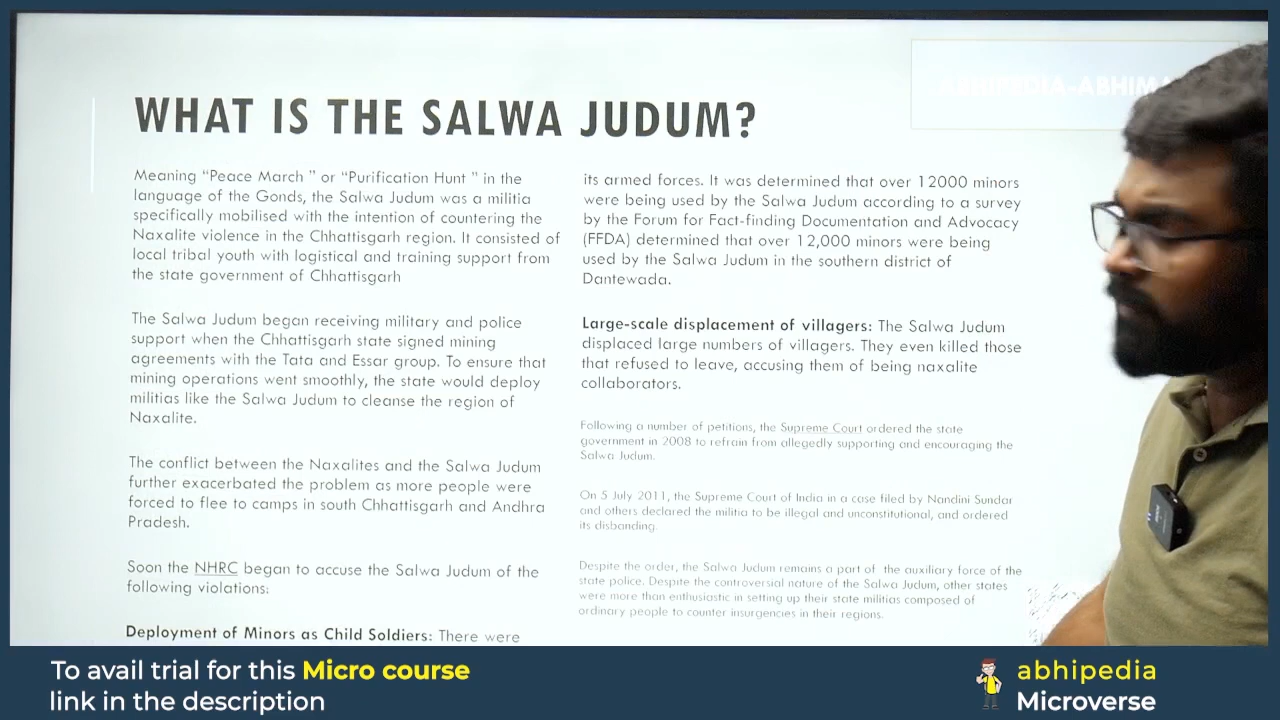 ABHIPEDIA-ABHIMA
WHAT IS THE SALWA JUDUM?
Meaning “Peace March ” or “Purification Hunt ” in the
language of the Gonds, the Salwa Judum was a militia
specifically mobilised with the intention of countering the
Naxalite violence in the Chhattisgarh region. It consisted of
local tribal youth with logistical and training support from
the state government of Chhattisgarh
The Salwa Judum began receiving military and police
support when the Chhattisgarh state signed mining
agreements with the Tata and Essar group. To ensure that
mining operations went smoothly, the state would deploy
militias like the Salwa Judum to cleanse the region of
Naxalite.
The conflict between the Naxalites and the Salwa Judum
further exacerbated the problem as more people were
forced to flee to camps in south Chhattisgarh and Andhra
Pradesh.
Soon the NHRC began to accuse the Salwa Judum of the
following violations:
Deployment of Minors as Child Soldiers: There were
its armed forces. It was determined that over 12000 minors
were being used by the Salwa Judum according to a survey
by the Forum for Fact-finding Documentation and Advocacy
(FFDA) determined that over 12,000 minors were being
used by the Salwa Judum in the southern district of
Dantewada.
Large-scale displacement of villagers: The Salwa Judum
displaced large numbers of villagers. They even killed those
that refused to leave, accusing them of being naxalite
collaborators.
Following a number of petitions, the Supreme Court ordered the state
government in 2008 to refrain from allegedly supporting and encouraging the
Salwa Judum.
On 5 July 2011, the Supreme Court of India in a case filed by Nandini Sundar
and others declared the militia to be illegal and unconstitutional, and ordered
its disbanding.
Despite the order, the Salwa Judum remains a part of the auxiliary force of the
state police. Despite the controversial nature of the Salwa Judum, other states
were more than enthusiastic in setting up their state militias composed of
ordinary people to counter insurgencies in their regions.
To avail trial for this Micro course
link in the description
abhipedia
Microverse